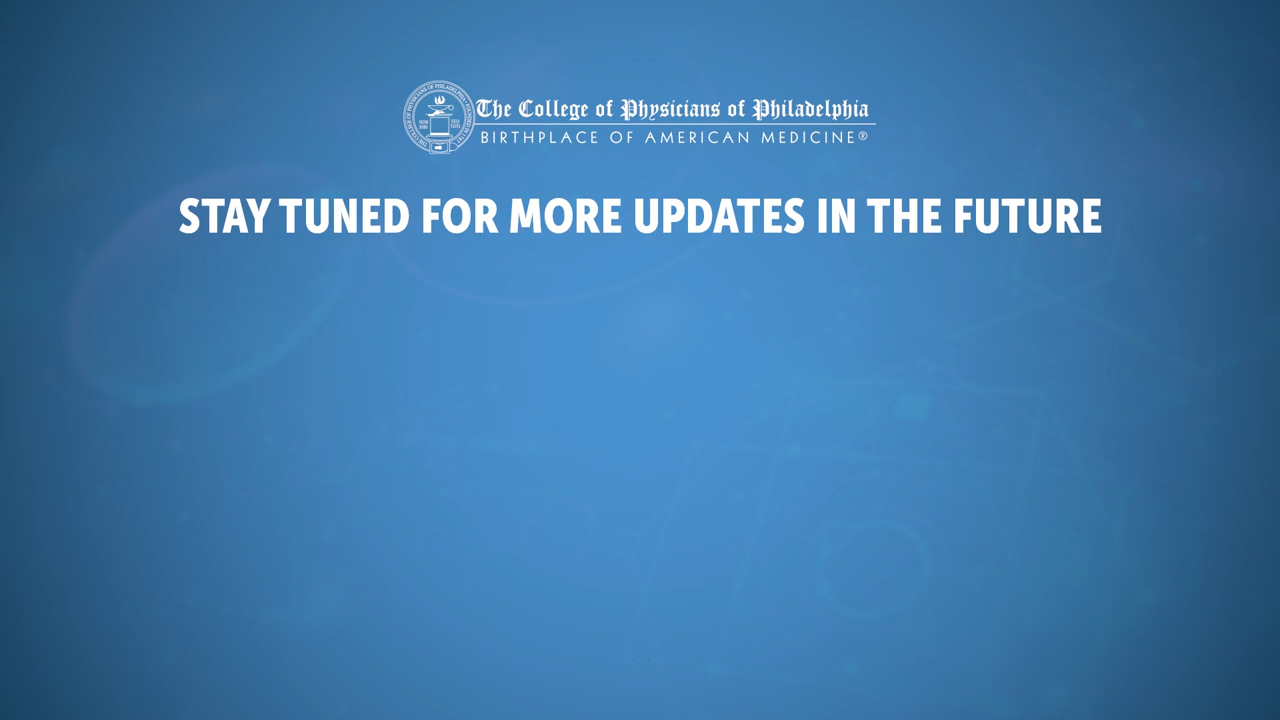 The College of Physicians of Philadelphia
BIRTHPLACE OF AMERICAN MEDICINE®
STAY TUNED FOR MORE UPDATES IN THE FUTURE